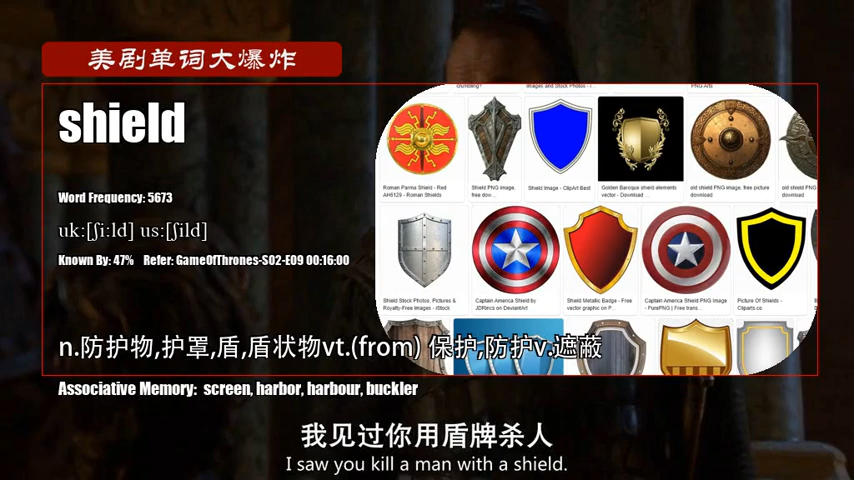 美剧单词大爆炸
shield
Word Frequency: 5673
uk:[ʃi:ld] us:[ʃild]
Known By: 47% Refer: GameOfThrones-S02-E09 00:16:00
Roman Parma Shield - Red
AH6129 - Roman Shields
Shield PNG image,
free dow...
Shield Image - ClipArt Best
Golden Baroque shield elements
vector - Download ...
old shield PNG image, free picture
download
old shield PNG
Shield Stock Photos, Pictures &
Royalty-Free Images - iStock
Captain America Shield by
JDRincs on DeviantArt
Shield Metallic Badge - Free
vector graphic on P...
Captain America Shield PNG Image
- PurePNG | Free trans...
Picture Of Shields -
Cliparts.co
n.防护物,护罩,盾,盾状物vt.(from) 保护,防护v.遮蔽
Associative Memory: screen, harbor, harbour, buckler
我见过你用盾牌杀人
I saw you kill a man with a shield.